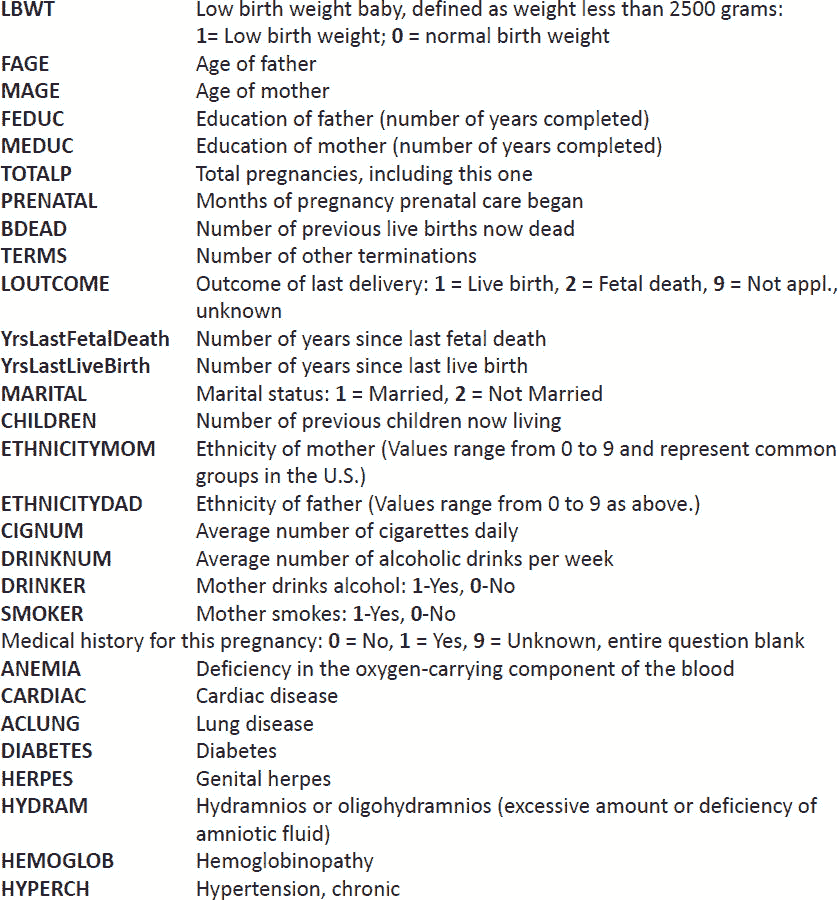 LBWT Low birth weight baby, defined as weight less than 2500 grams:
1= Low birth weight; 0 = normal birth weight
FAGE Age of father
MAGE Age of mother
FEDUC Education of father (number of years completed)
MEDUC Education of mother (number of years completed)
TOTALP Total pregnancies, including this one
PRENATAL Months of pregnancy prenatal care began
BDEAD Number of previous live births now dead
TERMS Number of other terminations
LOUTCOME Outcome of last delivery: 1 = Live birth, 2 = Fetal death, 9 = Not appl.,
unknown
YrsLastFetalDeath Number of years since last fetal death
YrsLastLiveBirth Number of years since last live birth
MARITAL Marital status: 1 = Married, 2 = Not Married
CHILDREN Number of previous children now living
ETHNICITYMOM Ethnicity of mother (Values range from 0 to 9 and represent common
groups in the U.S.)
ETHNICITYDAD Ethnicity of father (Values range from 0 to 9 as above.)
CIGNUM Average number of cigarettes daily
DRINKNUM Average number of alcoholic drinks per week
DRINKER Mother drinks alcohol: 1-Yes, 0-No
SMOKER Mother smokes: 1-Yes, 0-No
Medical history for this pregnancy: 0 = No, 1 = Yes, 9 = Unknown, entire question blank
ANEMIA Deficiency in the oxygen-carrying component of the blood
CARDIAC Cardiac disease
ACLUNG Lung disease
DIABETES Diabetes
HERPES Genital herpes
HYDRAM Hydramnios or oligohydramnios (excessive amount or deficiency of
amniotic fluid)
HEMOGLOB Hemoglobinopathy
HYPERCH Hypertension, chronic